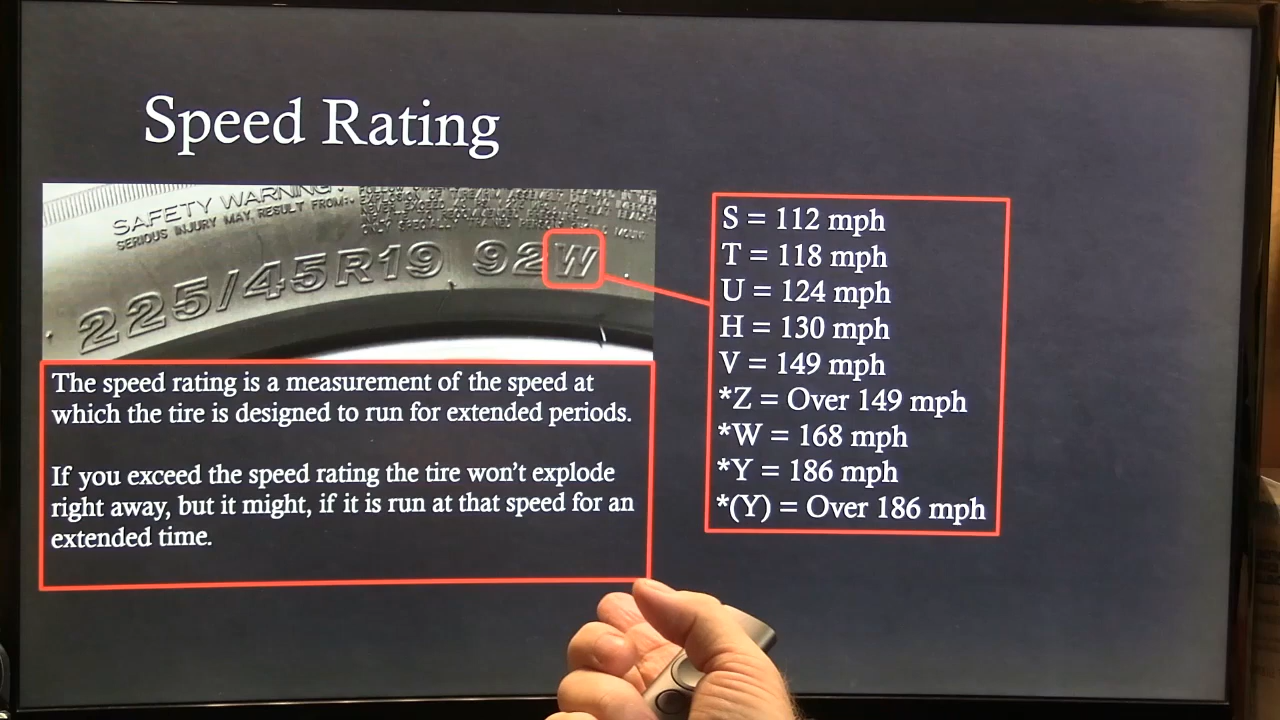 Speed Rating
SAFETY WARNING!
SERIOUS INJURY MAY RESULT FROM:
225/45R19 92W
The speed rating is a measurement of the speed at
which the tire is designed to run for extended periods.
If you exceed the speed rating the tire won’t explode
right away, but it might, if it is run at that speed for an
extended time.
S = 112 mph
T = 118 mph
U = 124 mph
H = 130 mph
V = 149 mph
*Z = Over 149 mph
*W = 168 mph
*Y = 186 mph
*(Y) = Over 186 mph